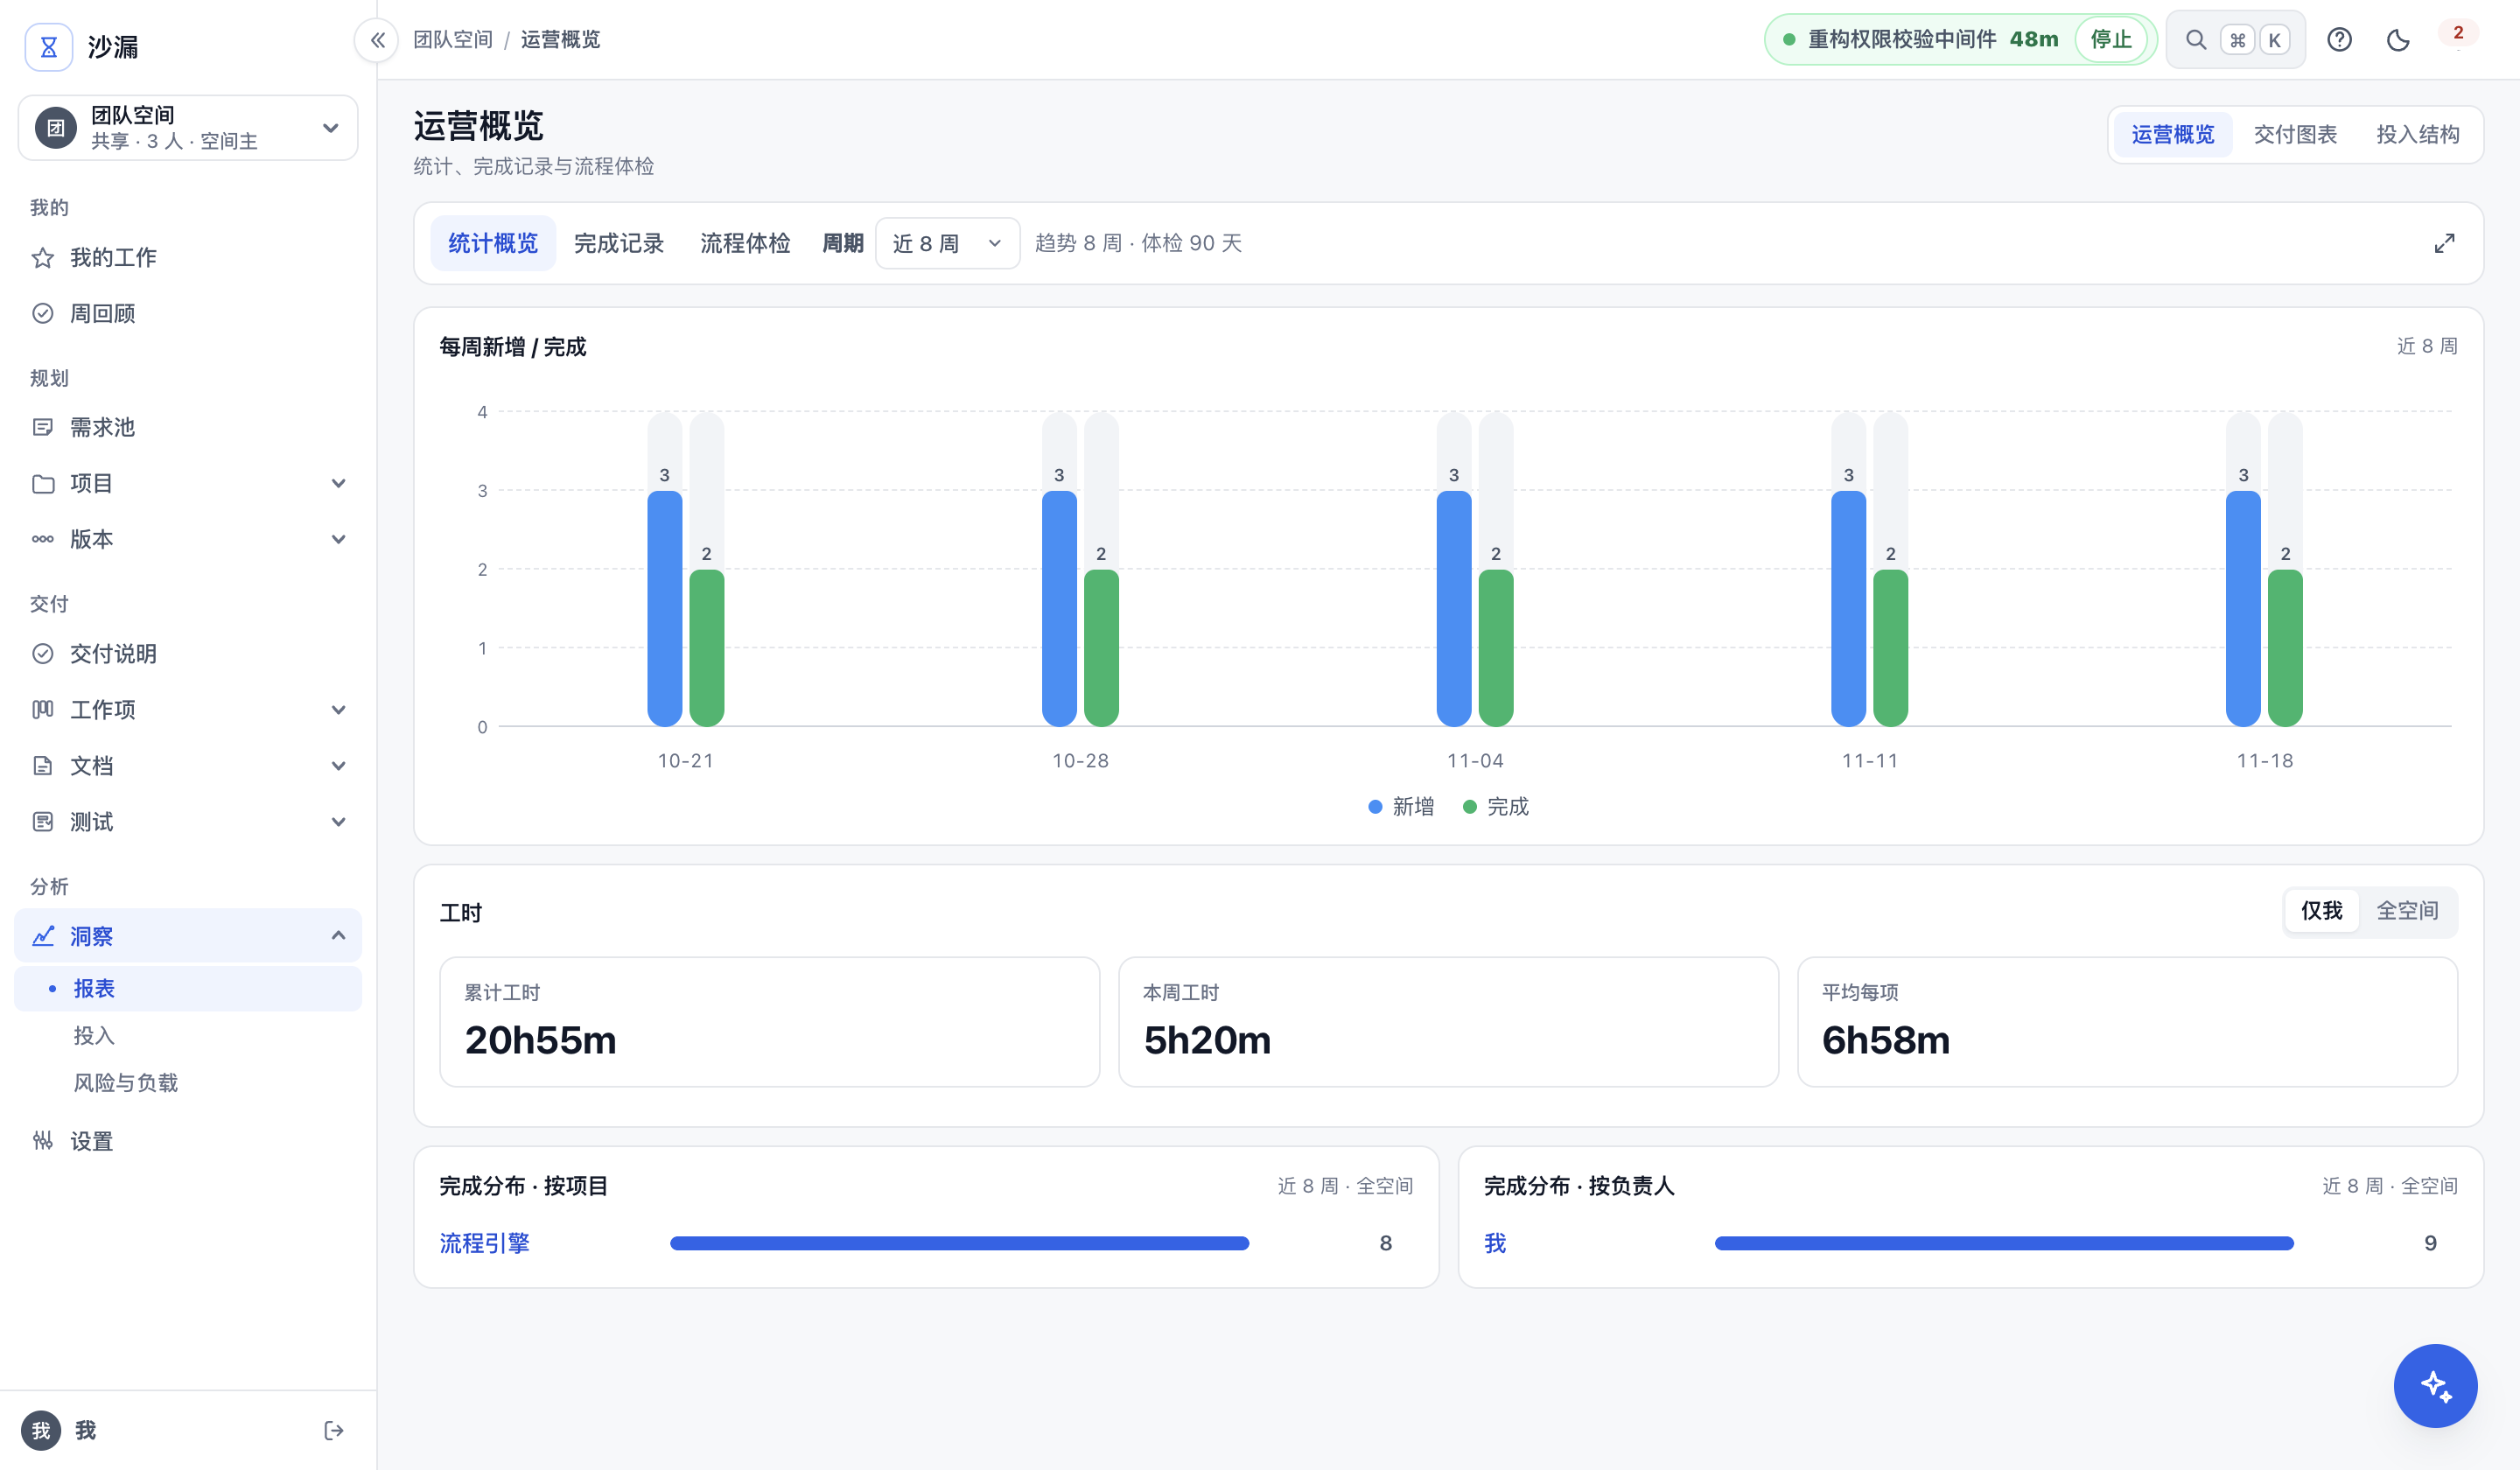 沙漏
团
团队空间
共享 · 3 人 · 空间主
我的
我的工作
周回顾
规划
需求池
项目
版本
交付
交付说明
工作项
文档
测试
分析
洞察
报表
投入
风险与负载
设置
我 我
团队空间 / 运营概览
重构权限校验中间件 48m 停止
⌘ K
2
运营概览
统计、完成记录与流程体检
运营概览 交付图表 投入结构
统计概览 完成记录 流程体检 周期 近 8 周 趋势 8 周 · 体检 90 天
每周新增 / 完成 近 8 周
4
3
2
1
0
3 2 3 2 3 2 3 2 3 2
10-21 10-28 11-04 11-11 11-18
新增 完成
工时 仅我 全空间
累计工时
20h55m
本周工时
5h20m
平均每项
6h58m
完成分布 · 按项目 近 8 周 · 全空间
流程引擎 8
完成分布 · 按负责人 近 8 周 · 全空间
我 9